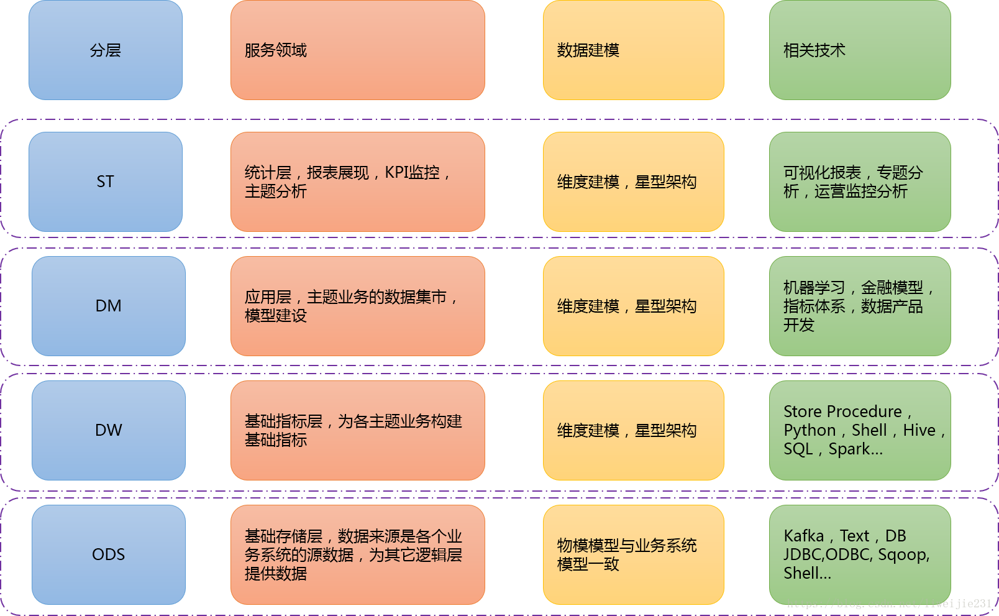 分层
服务领域
数据建模
相关技术
ST
统计层，报表展现，KPI监控，
主题分析
维度建模，星型架构
可视化报表，专题分
析，运营监控分析
DM
应用层，主题业务的数据集市，
模型建设
维度建模，星型架构
机器学习，金融模型，
指标体系，数据产品
开发
DW
基础指标层，为各主题业务构建
基础指标
维度建模，星型架构
Store Procedure，
Python，Shell，Hive，
SQL，Spark...
ODS
基础存储层，数据来源是各个业
务系统的源数据，为其它逻辑层
提供数据
物模模型与业务系统
模型一致
Kafka，Text，DB
JDBC,ODBC, Sqoop,
Shell...
https://blog.csdn.net/liweijie231